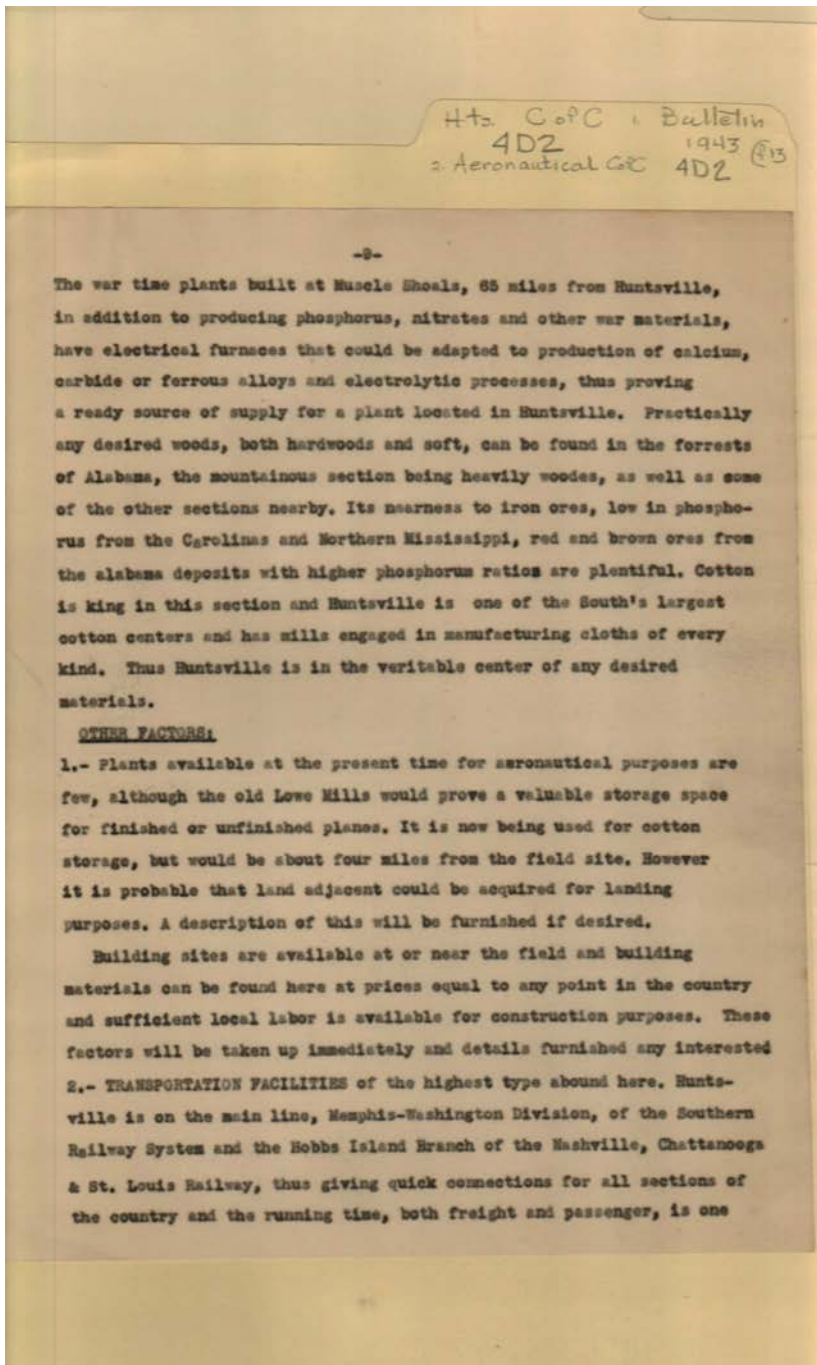 Hts. C of C 1. Bulletin
4D2 1943
2. Aeronautical CofC 4D2
-9-
The war time plants built at Muscle Shoals, 65 miles from Huntsville,
in addition to producing phosphorus, nitrates and other war materials,
have electrical furnaces that could be adapted to production of calcium,
carbide or ferrous alloys and electrolytic processes, thus proving
a ready source of supply for a plant located in Huntsville. Practically
any desired woods, both hardwoods and soft, can be found in the forrests
of Alabama, the mountainous section being heavily woodes, as well as some
of the other sections nearby. Its nearness to iron ores, low in phospho-
rus from the Carolinas and Northern Mississippi, red and brown ores from
the alabama deposits with higher phosphorum ratios are plentiful. Cotton
is king in this section and Huntsville is one of the South's largest
cotton centers and has mills engaged in manufacturing cloths of every
kind. Thus Huntsville is in the veritable center of any desired
materials.
OTHER FACTORS:
1.- Plants available at the present time for aeronautical purposes are
few, although the old Lowe Mills would prove a valuable storage space
for finished or unfinished planes. It is now being used for cotton
storage, but would be about four miles from the field site. However
it is probable that land adjacent could be acquired for landing
purposes. A description of this will be furnished if desired.
Building sites are available at or near the field and building
materials can be found here at prices equal to any point in the country
and sufficient local labor is available for construction purposes. These
factors will be taken up immediately and details furnished any interested
2.- TRANSPORTATION FACILITIES of the highest type abound here. Hunts-
ville is on the main line, Memphis-Washington Division, of the Southern
Railway System and the Hobbs Island Branch of the Nashville, Chattanooga
& St. Louis Railway, thus giving quick connections for all sections of
the country and the running time, both freight and passenger, is one